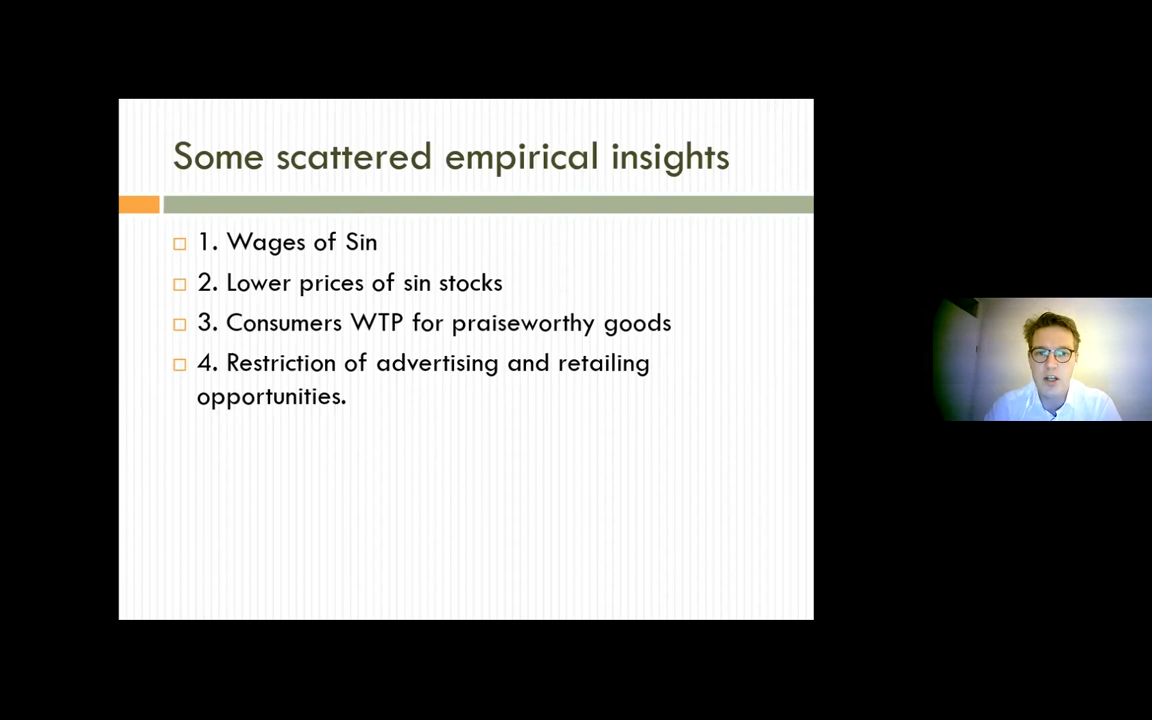 Some scattered empirical insights
1. Wages of Sin
2. Lower prices of sin stocks
3. Consumers WTP for praiseworthy goods
4. Restriction of advertising and retailing
opportunities.